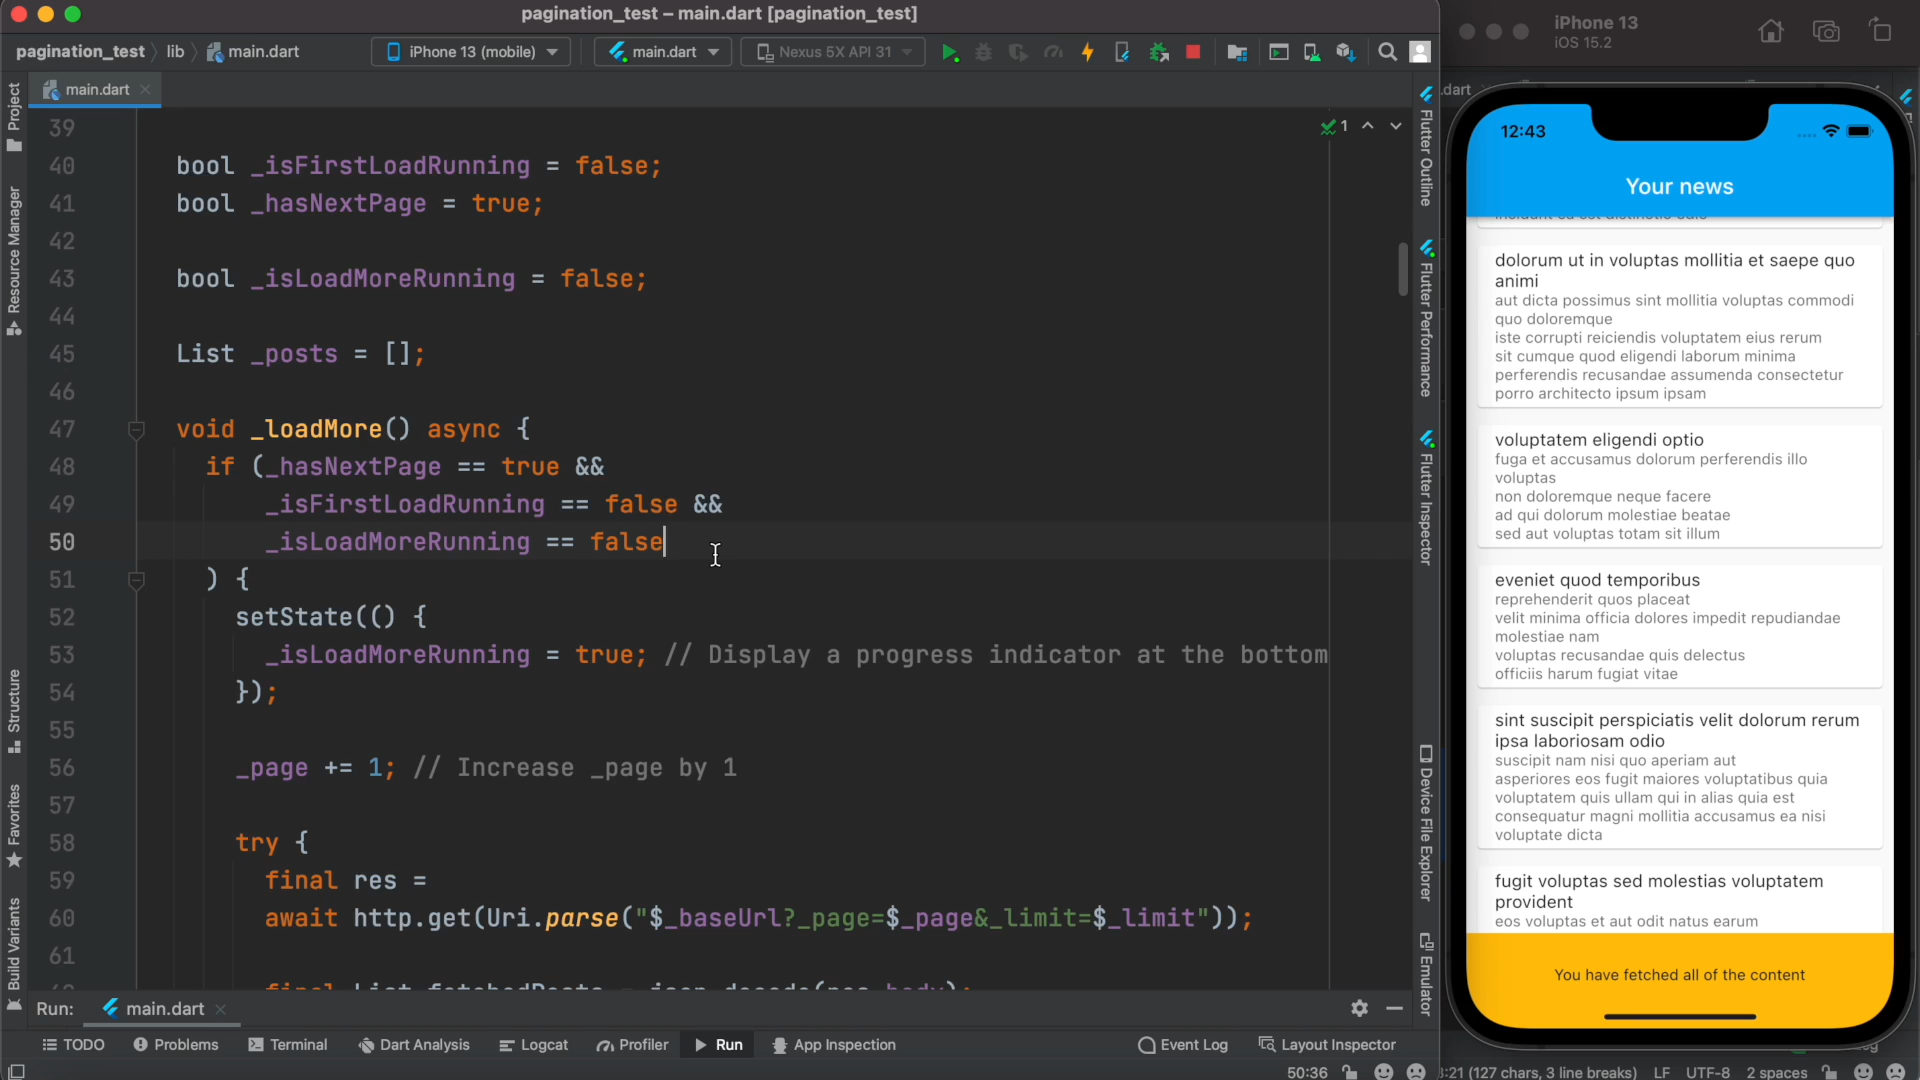 pagination_test – main.dart [pagination_test]
pagination_test lib main.dart
iPhone 13 (mobile)
main.dart
Nexus 5X API 31
main.dart
1
Project
Resource Manager
Structure
Favorites
Build Variants
39
40 bool _isFirstLoadRunning = false;
41 bool _hasNextPage = true;
42
43 bool _isLoadMoreRunning = false;
44
45 List _posts = [];
46
47 void _loadMore() async {
48 if (_hasNextPage == true &&
49 _isFirstLoadRunning == false &&
50 _isLoadMoreRunning == false
51 ) {
52 setState(() {
53 _isLoadMoreRunning = true; // Display a progress indicator at the bottom
54 });
55
56 _page += 1; // Increase _page by 1
57
58 try {
59 final res =
60 await http.get(Uri.parse("$_baseUrl?_page=$_page&_limit=$_limit"));
61
Flutter Outline
Flutter Performance
Flutter Inspector
Device File Explorer
Emulator
Run: main.dart
TODO Problems Terminal Dart Analysis Logcat Profiler Run App Inspection Event Log Layout Inspector
50:36
3:21 (127 chars, 3 line breaks) LF UTF-8 2 spaces
iPhone 13
iOS 15.2
.dart
12:43
Your news
dolorum ut in voluptas mollitia et saepe quo
animi
aut dicta possimus sint mollitia voluptas commodi
quo doloremque
iste corrupti reiciendis voluptatem eius rerum
sit cumque quod eligendi laborum minima
perferendis recusandae assumenda consectetur
porro architecto ipsum ipsam
voluptatem eligendi optio
fuga et accusamus dolorum perferendis illo
voluptas
non doloremque neque facere
ad qui dolorum molestiae beatae
sed aut voluptas totam sit illum
eveniet quod temporibus
reprehenderit quos placeat
velit minima officia dolores impedit repudiandae
molestiae nam
voluptas recusandae quis delectus
officiis harum fugiat vitae
sint suscipit perspiciatis velit dolorum rerum
ipsa laboriosam odio
suscipit nam nisi quo aperiam aut
asperiores eos fugit maiores voluptatibus quia
voluptatem quis ullam qui in alias quia est
consequatur magni mollitia accusamus ea nisi
voluptate dicta
fugit voluptas sed molestias voluptatem
provident
eos voluptas et aut odit natus earum
You have fetched all of the content